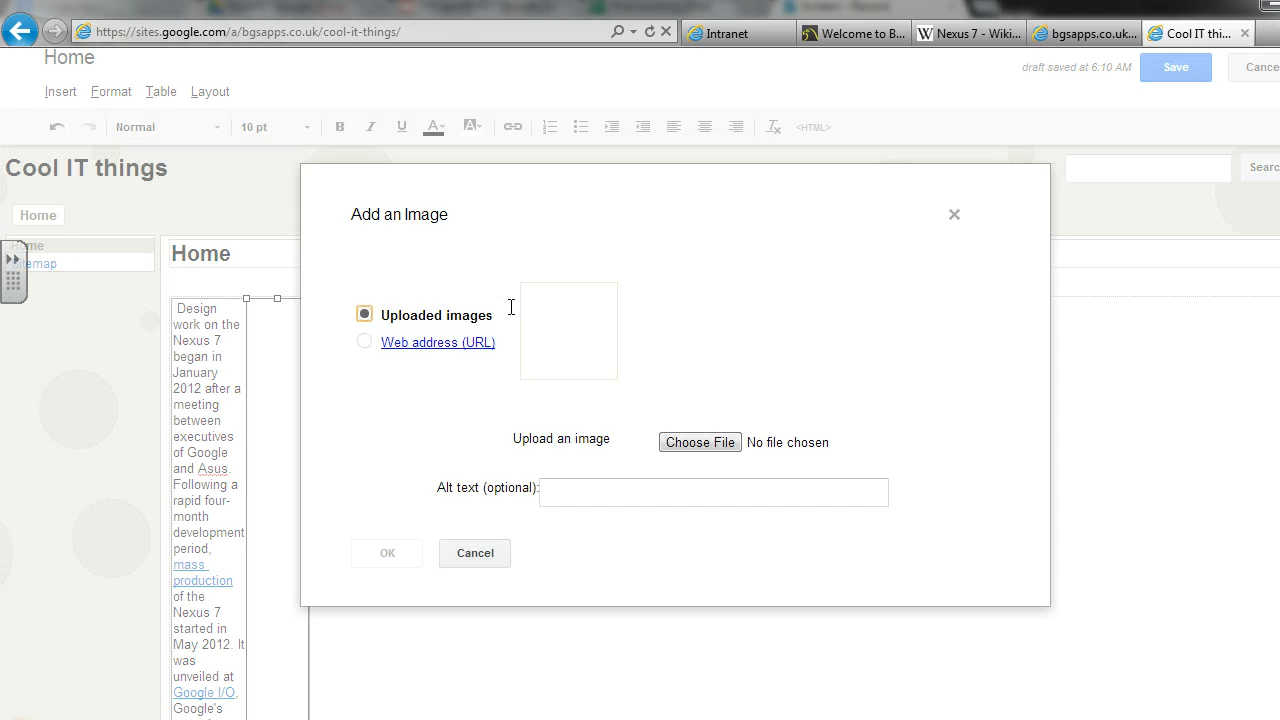 https://sites.google.com/a/bgsapps.co.uk/cool-it-things/
Intranet
Welcome to B...
Nexus 7 - Wiki...
bgsapps.co.uk...
Cool IT thin...
Home
draft saved at 6:10 AM
Save
Cance
Insert
Format
Table
Layout
Normal
10 pt
B
I
U
A
A
<HTML>
Cool IT things
Searc
Home
Home
Sitemap
Home
Design
work on the
Nexus 7
began in
January
2012 after a
meeting
between
executives
of Google
and Asus.
Following a
rapid four-
month
development
period,
mass
production
of the
Nexus 7
started in
May 2012. It
was
unveiled at
Google I/O,
Google's
Add an Image
Uploaded images
Web address (URL)
Upload an image
Choose File
No file chosen
Alt text (optional):
OK
Cancel